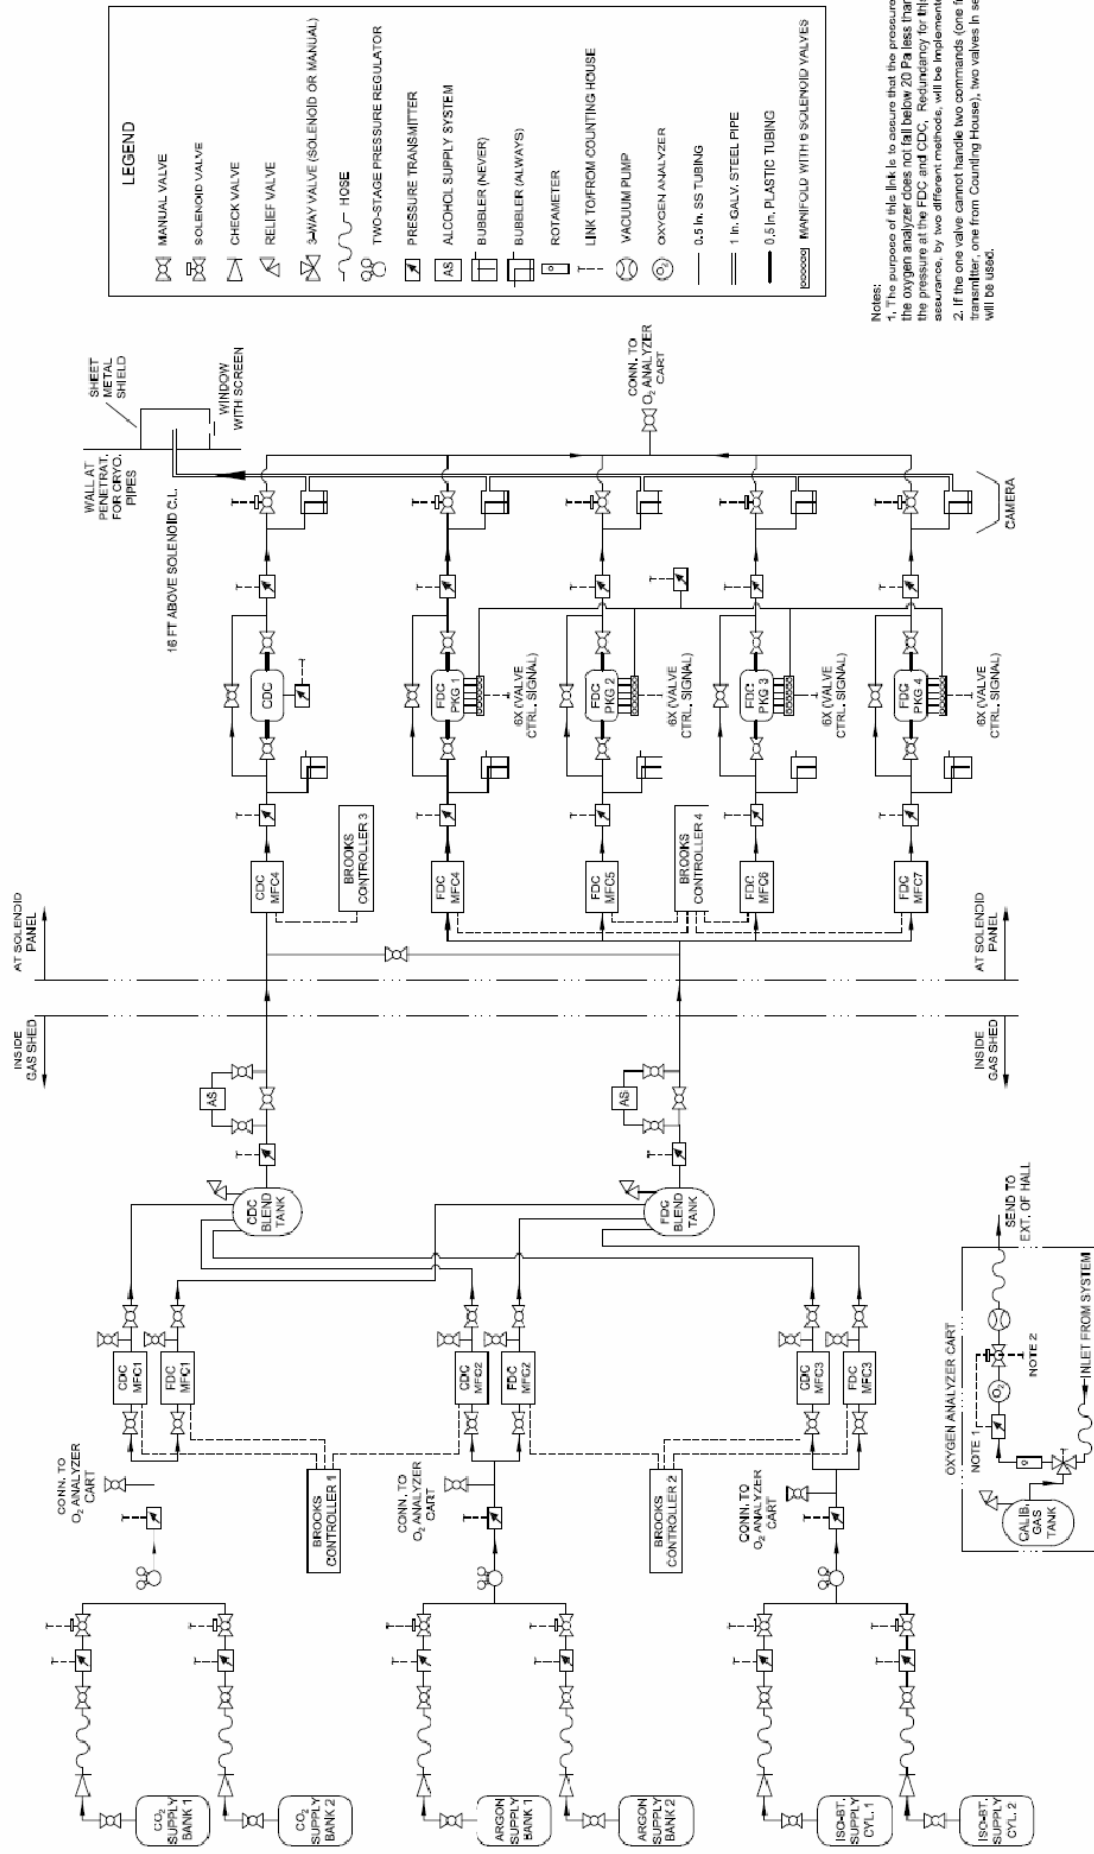 LEGEND
MANUAL VALVE
SOLENOID VALVE
CHECK VALVE
RELIEF VALVE
3-WAY VALVE (SOLENOID OR MANUAL)
HOSE
TWO-STAGE PRESSURE REGULATOR
PRESSURE TRANSMITTER
AS
ALCOHOL SUPPLY SYSTEM
BUBBLER (NEVER)
BUBBLER (ALWAYS)
ROTAMETER
LINK TO/FROM COUNTING HOUSE
VACUUM PUMP
O2
OXYGEN ANALYZER
0.5 In. SS TUBING
1 In. GALV. STEEL PIPE
0.5 In. PLASTIC TUBING
MANIFOLD WITH 6 SOLENOID VALVES
Notes:
1. The purpose of this link is to assure that the pressure
the oxygen analyzer does not fall below 20 Pa less than
the pressure at the FDC and CDC. Redundancy for this
assurance, by two different methods, will be
2. If the one valve cannot handle two commands (one
transmitter, one from Counting House), two valves in
will be used.
SHEET
METAL
SHIELD
WINDOW
WITH SCREEN
WALL AT
PENETRAT.
FOR CRYO.
PIPES
16 FT ABOVE SOLENOID C.L.
CONN. TO
O2 ANALYZER
CART
CAMERA
CDC
FDC
PKG 1
FDC
PKG 2
FDC
PKG 3
FDC
PKG 4
6X (VALVE
CTRL. SIGNAL)
6X (VALVE
CTRL. SIGNAL)
6X (VALVE
CTRL. SIGNAL)
6X (VALVE
CTRL. SIGNAL)
CDC
MFC4
BROOKS
CONTROLLER 3
FDC
MFC4
FDC
MFC5
BROOKS
CONTROLLER 4
FDC
MFC6
FDC
MFC7
AT SOLENOID
PANEL
AT SOLENOID
PANEL
INSIDE
GAS SHED
INSIDE
GAS SHED
AS
AS
CDC
BLEND
TANK
FDC
BLEND
TANK
CDC
MFC1
FDC
MFC1
CDC
MFC2
FDC
MFC2
CDC
MFC3
FDC
MFC3
CONN. TO
O2 ANALYZER
CART
BROOKS
CONTROLLER 1
CONN. TO
O2 ANALYZER
CART
BROOKS
CONTROLLER 2
CONN. TO
O2 ANALYZER
CART
CO2
SUPPLY
BANK 1
CO2
SUPPLY
BANK 2
ARGON
SUPPLY
BANK 1
ARGON
SUPPLY
BANK 2
ISO-BT.
SUPPLY
CYL. 1
ISO-BT.
SUPPLY
CYL. 2
SEND TO
EXT. OF HALL
OXYGEN ANALYZER CART
NOTE 1
O2
NOTE 2
INLET FROM SYSTEM
CALIB.
GAS
TANK